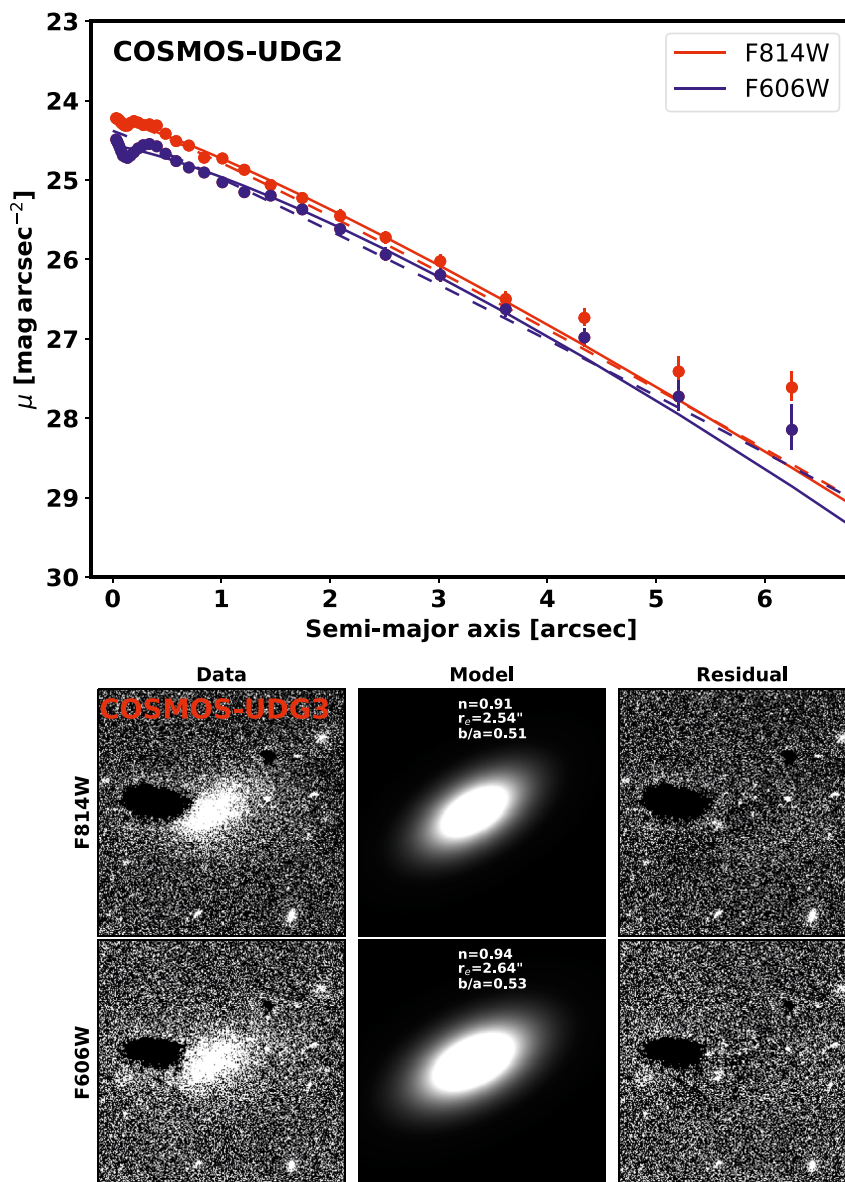 COSMOS-UDG2
F814W
F606W
23
24
25
26
27
28
29
30
μ [mag arcsec⁻²]
0 1 2 3 4 5 6
Semi-major axis [arcsec]
Data Model Residual
COSMOS-UDG3
F814W
n=0.91
rₑ=2.54"
b/a=0.51
F606W
n=0.94
rₑ=2.64"
b/a=0.53